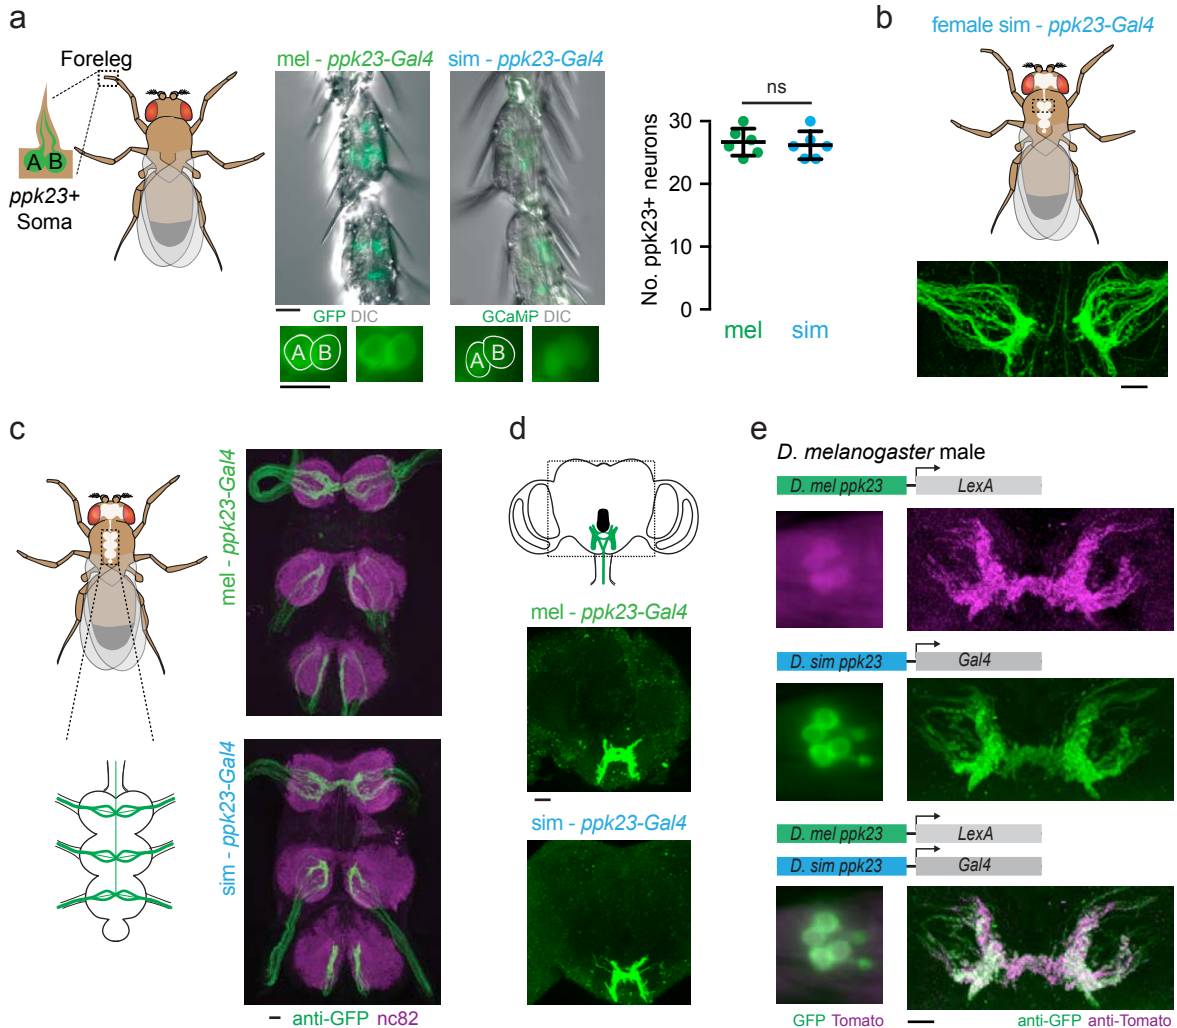 a
Foreleg
A B
ppk23+
Soma
mel - ppk23-Gal4
sim - ppk23-Gal4
GFP DIC
GCaMP DIC
A B
A B
ns
No. ppk23+ neurons
30
20
10
0
mel
sim
b
female sim - ppk23-Gal4
c
mel - ppk23-Gal4
sim - ppk23-Gal4
anti-GFP nc82
d
mel - ppk23-Gal4
sim - ppk23-Gal4
e
D. melanogaster male
D. mel ppk23 LexA
D. sim ppk23 Gal4
D. mel ppk23 LexA
D. sim ppk23 Gal4
GFP Tomato
anti-GFP anti-Tomato